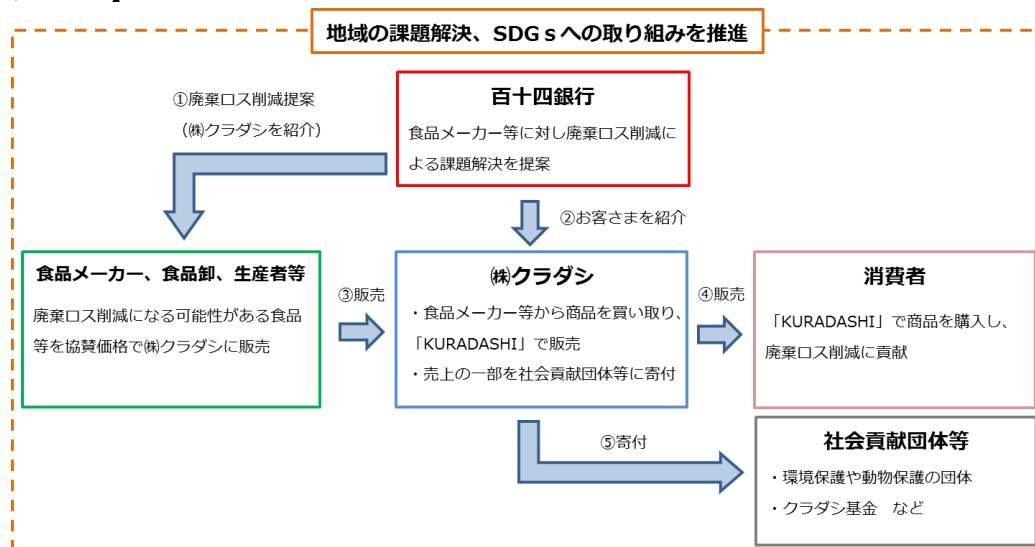 地域の課題解決、SDGｓへの取り組みを推進
①廃棄ロス削減提案
（㈱クラダシを紹介）
百十四銀行
食品メーカー等に対し廃棄ロス削減に
よる課題解決を提案
②お客さまを紹介
食品メーカー、食品卸、生産者等
廃棄ロス削減になる可能性がある食品
等を協賛価格で㈱クラダシに販売
③販売
㈱クラダシ
・食品メーカー等から商品を買い取り、
「KURADASHI」で販売
・売上の一部を社会貢献団体等に寄付
④販売
消費者
「KURADASHI」で商品を購入し、
廃棄ロス削減に貢献
⑤寄付
社会貢献団体等
・環境保護や動物保護の団体
・クラダシ基金　など